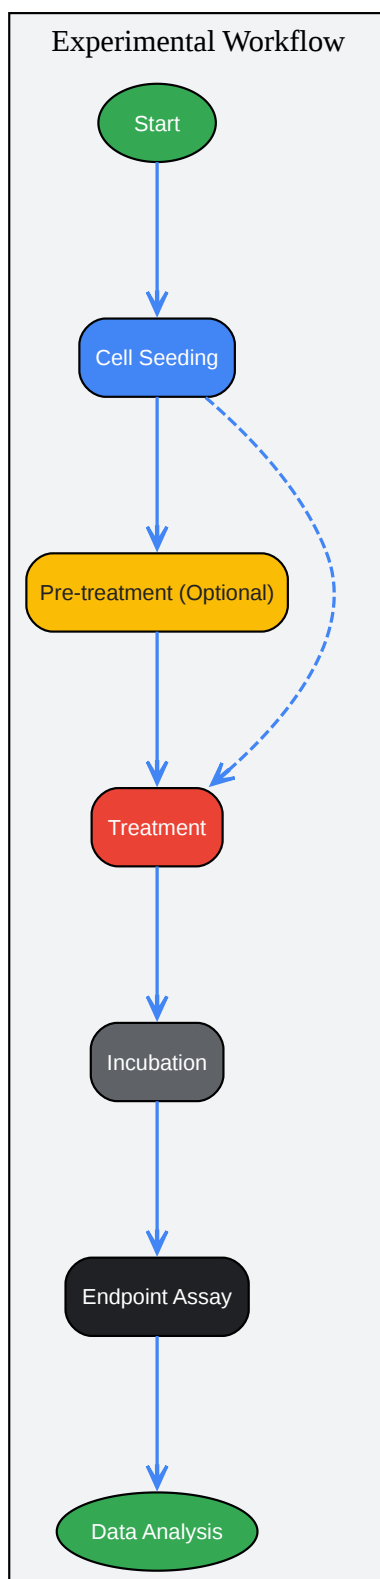 Experimental Workflow
Start
Cell Seeding
Pre-treatment (Optional)
Treatment
Incubation
Endpoint Assay
Data Analysis